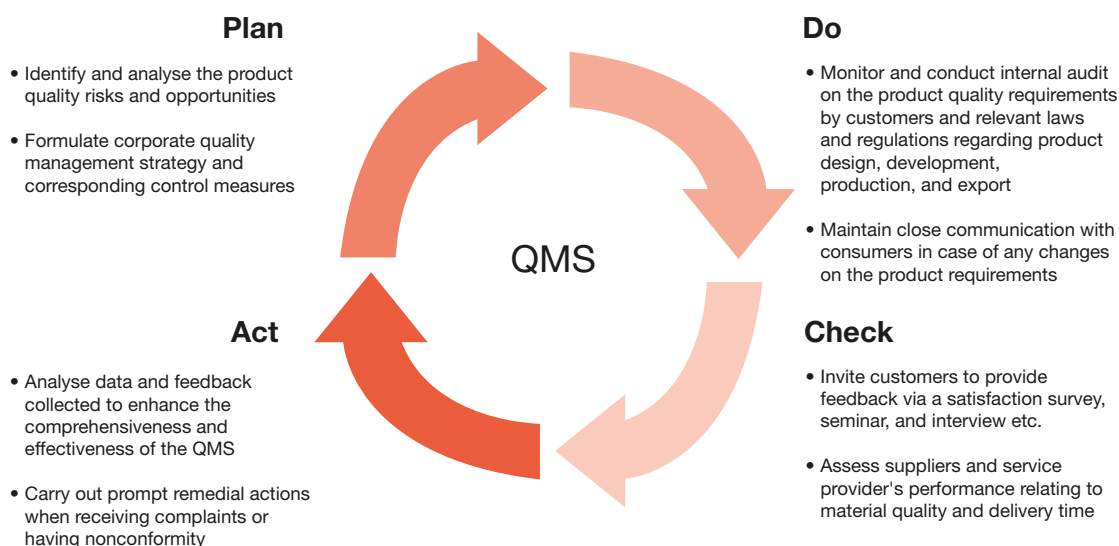 Plan
• Identify and analyse the product
quality risks and opportunities
• Formulate corporate quality
management strategy and
corresponding control measures
Do
• Monitor and conduct internal audit
on the product quality requirements
by customers and relevant laws
and regulations regarding product
design, development,
production, and export
• Maintain close communication with
consumers in case of any changes
on the product requirements
QMS
Act
• Analyse data and feedback
collected to enhance the
comprehensiveness and
effectiveness of the QMS
• Carry out prompt remedial actions
when receiving complaints or
having nonconformity
Check
• Invite customers to provide
feedback via a satisfaction survey,
seminar, and interview etc.
• Assess suppliers and service
provider's performance relating to
material quality and delivery time